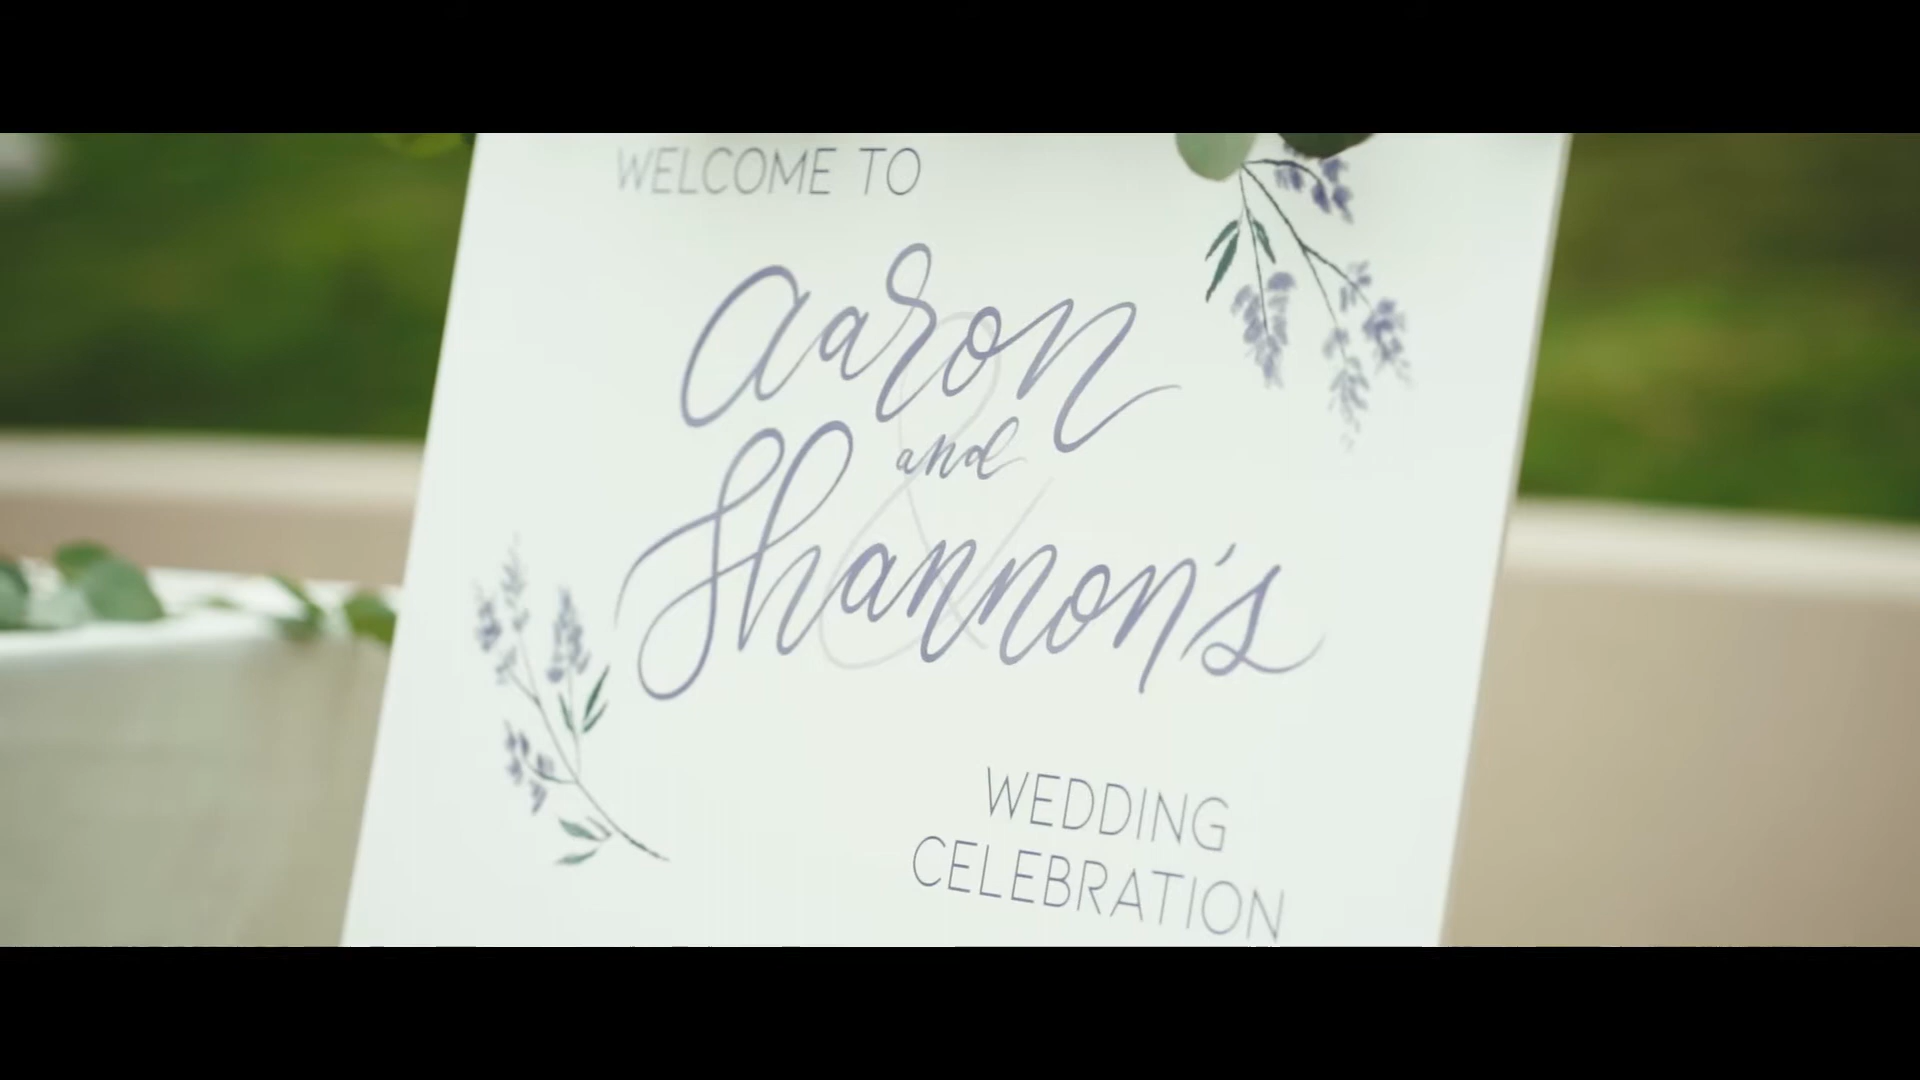 WELCOME TO
aaron
and
&
Shannon's
WEDDING
CELEBRATION